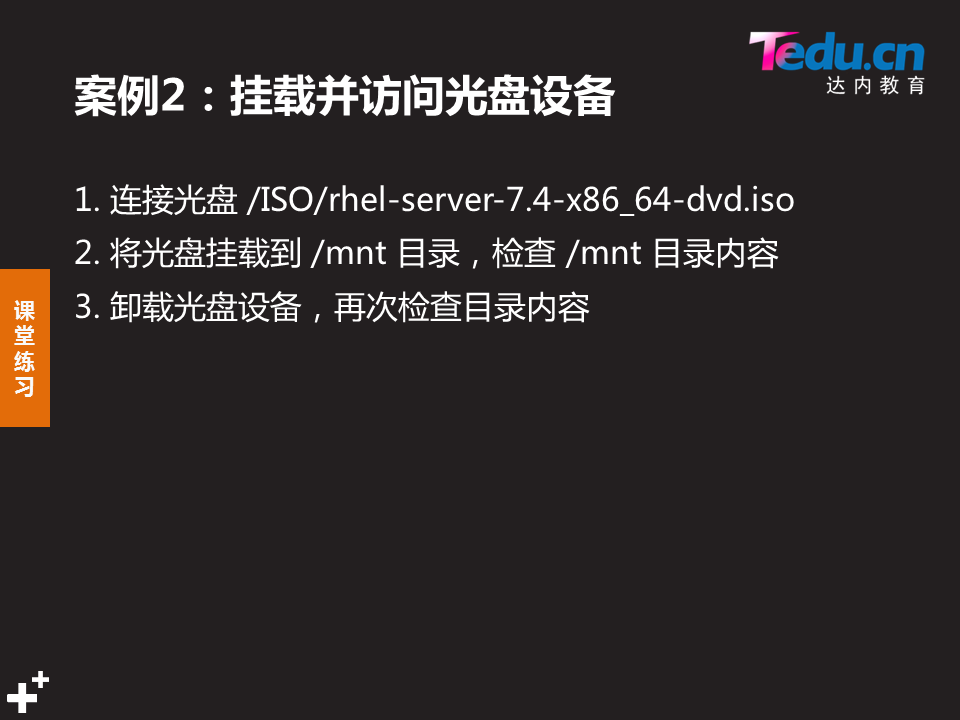 Tedu.cn
达内教育
案例2：挂载并访问光盘设备
1. 连接光盘 /ISO/rhel-server-7.4-x86_64-dvd.iso
2. 将光盘挂载到 /mnt 目录，检查 /mnt 目录内容
3. 卸载光盘设备，再次检查目录内容
课
堂
练
习